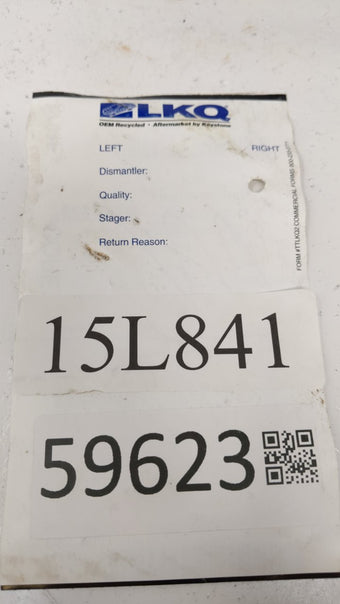 LKQ
OEM Recycled • Aftermarket by Keystone
LEFT RIGHT
Dismantler:
Quality:
Stager:
Return Reason:
15L841
59623